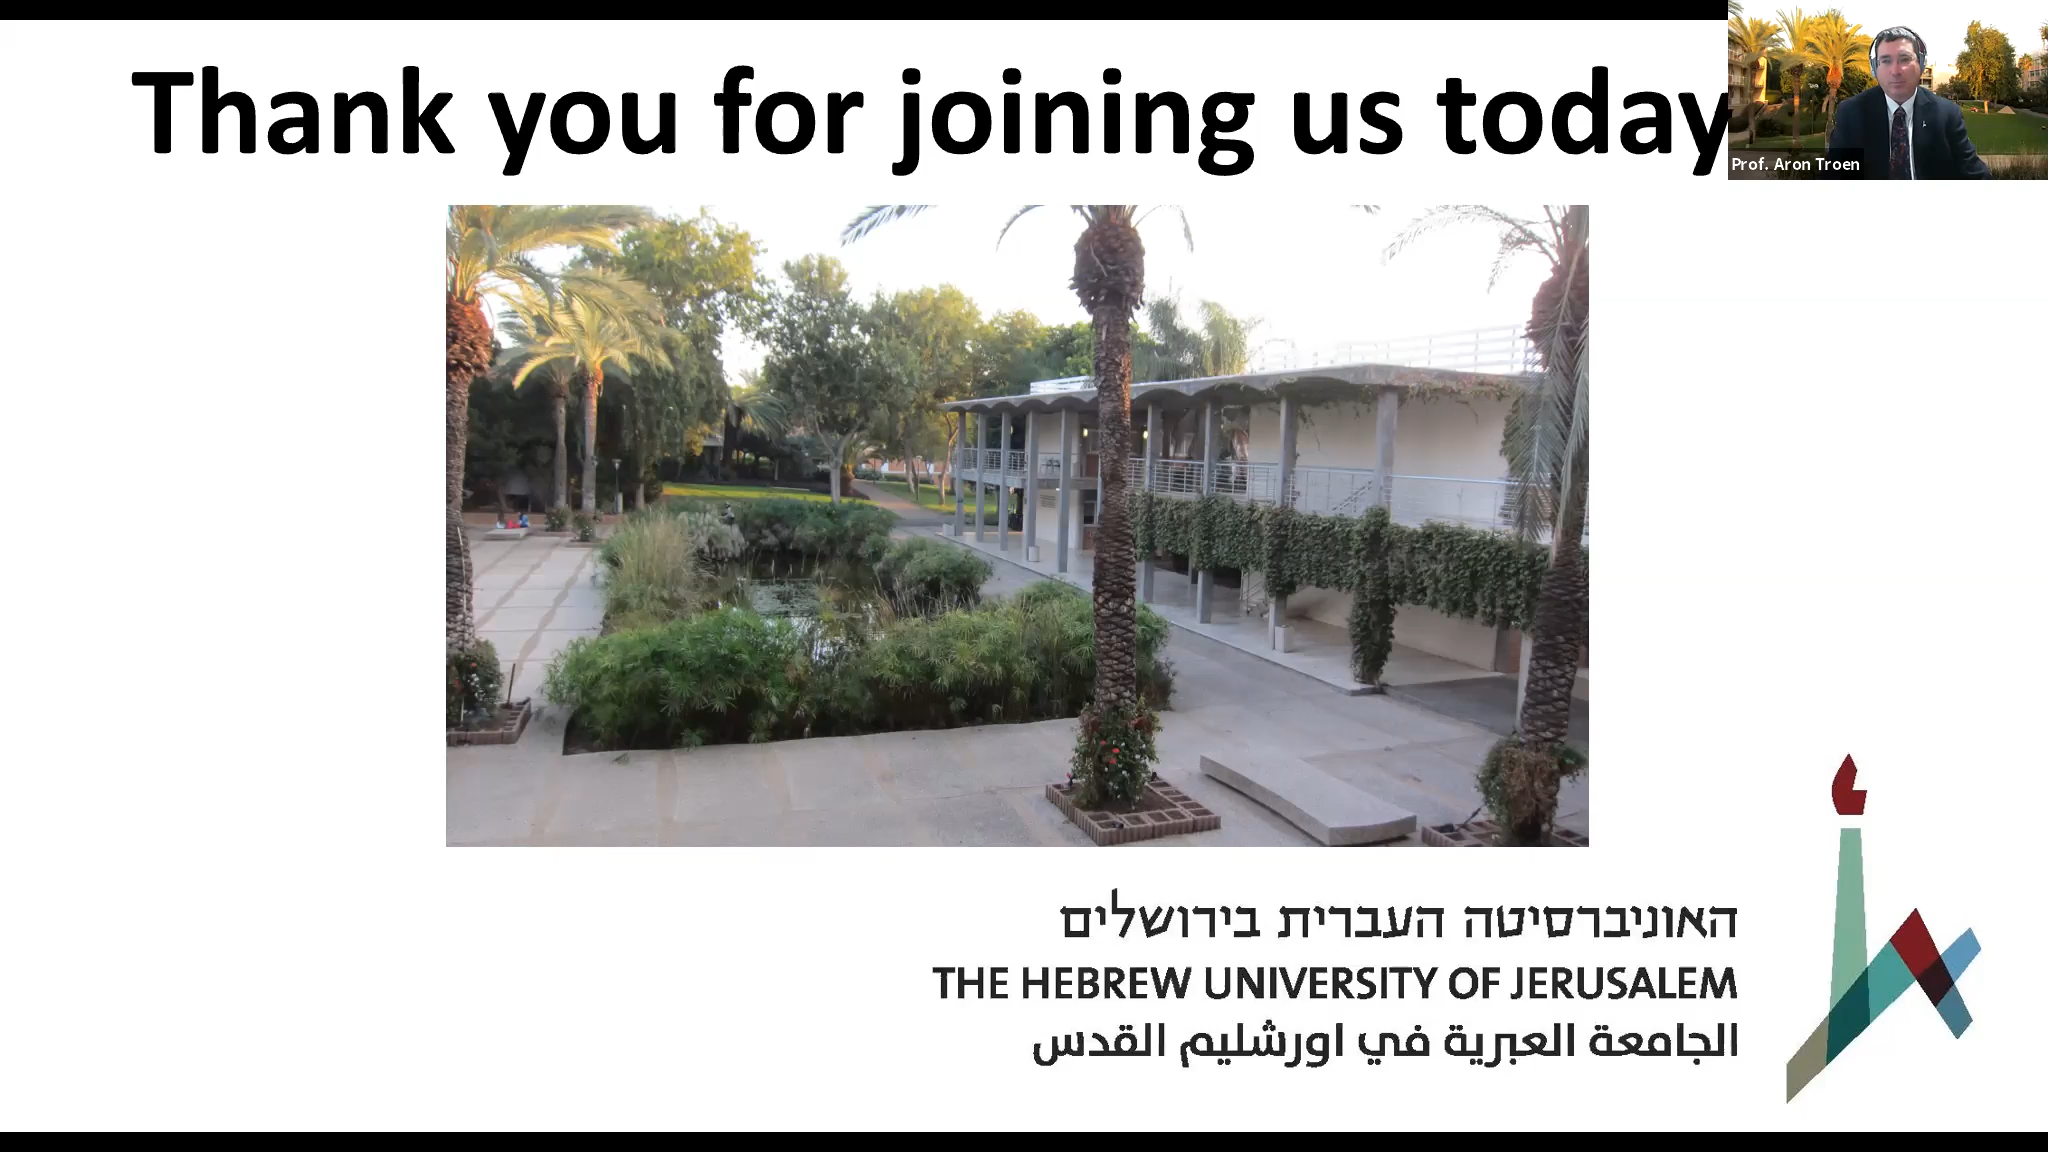 Thank you for joining us today
Prof. Aron Troen
האוניברסיטה העברית בירושלים
THE HEBREW UNIVERSITY OF JERUSALEM
الجامعة العبرية في اورشليم القدس